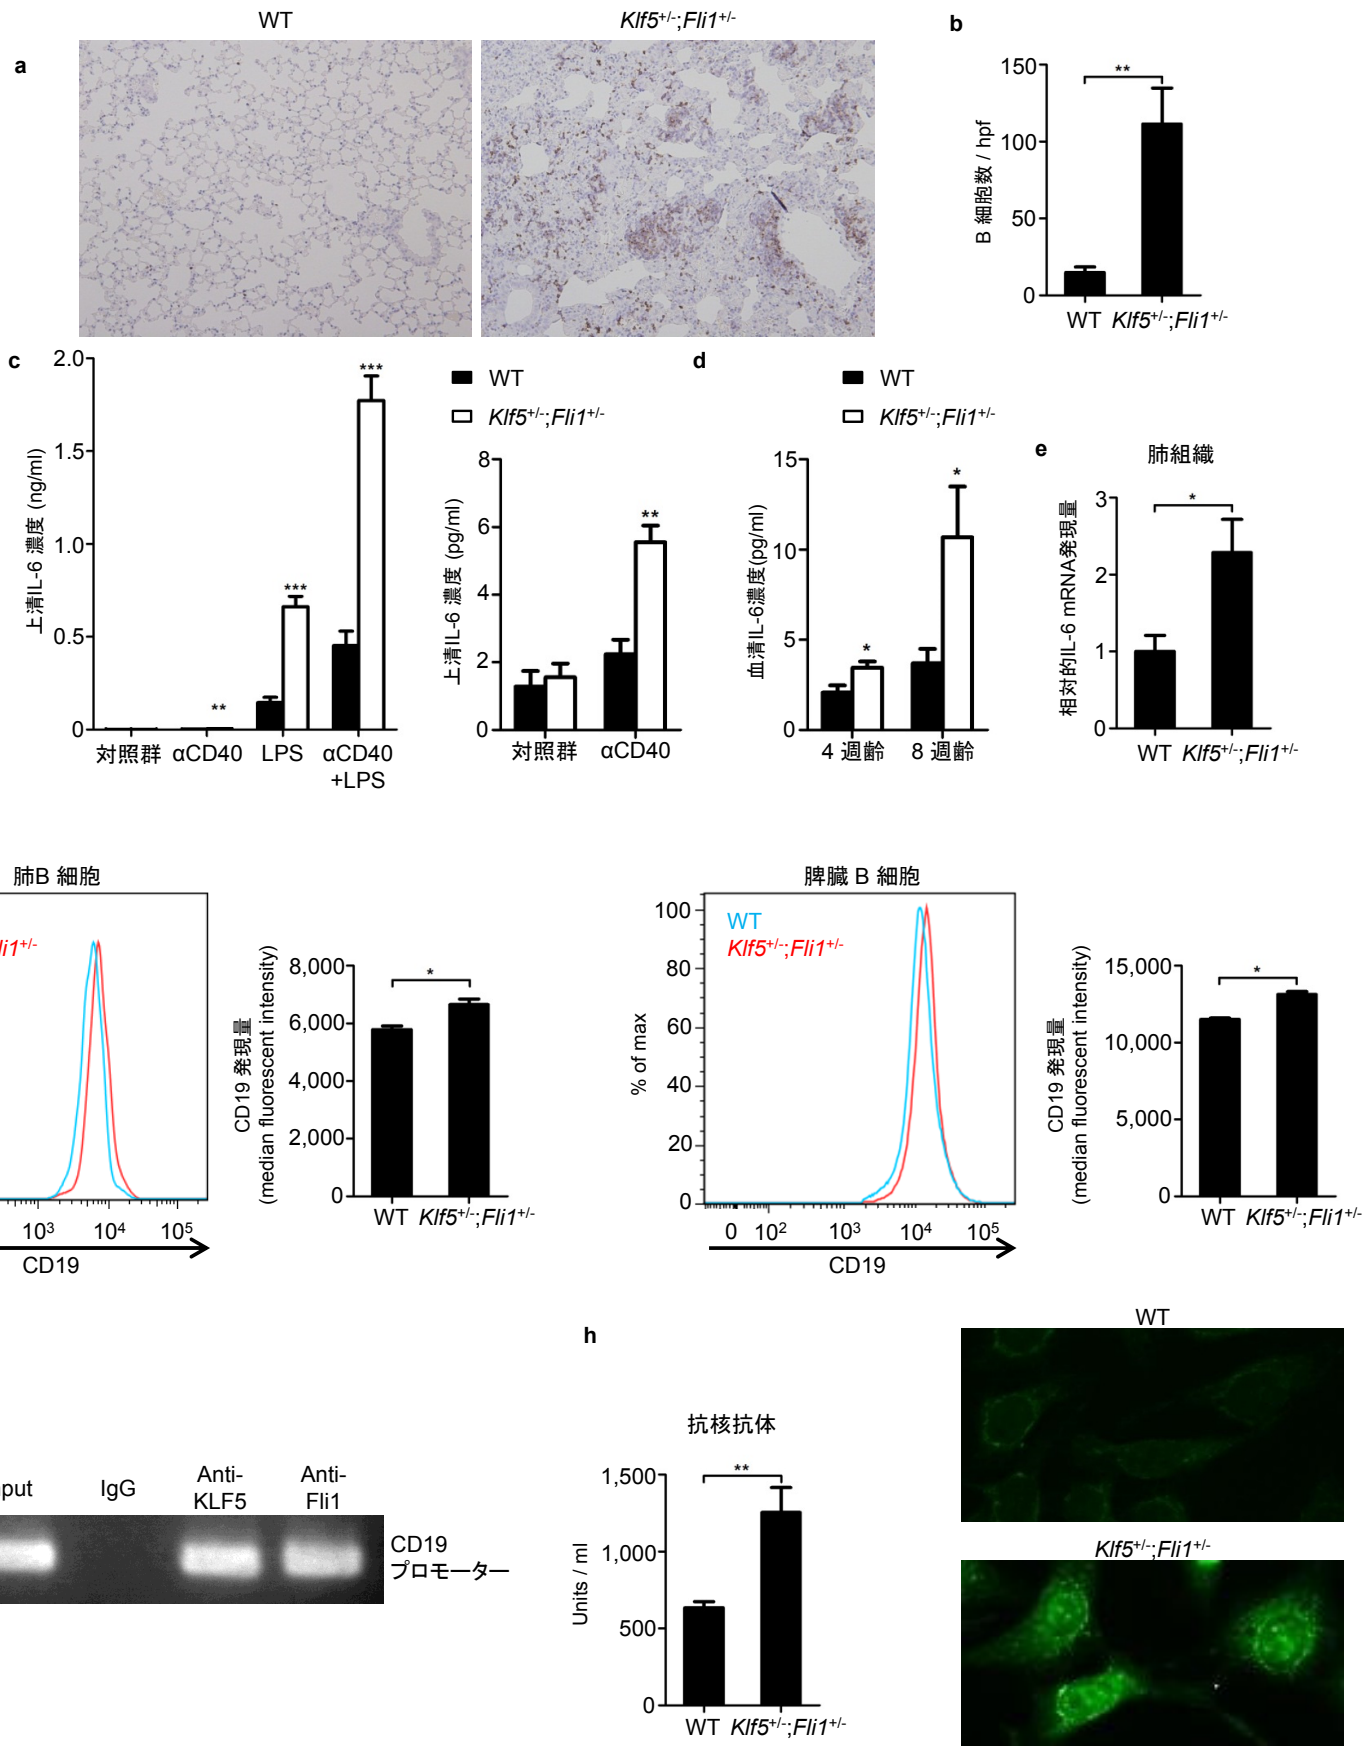 WT
Klf5+/-;Fli1+/-
a
b
150
100
50
0
B 細胞数 / hpf
**
WT Klf5+/-;Fli1+/-
c
2.0
1.5
1.0
0.5
0
上清IL-6 濃度 (ng/ml)
**
***
***
対照群 αCD40 LPS αCD40
+LPS
WT
Klf5+/-;Fli1+/-
8
6
4
2
0
上清IL-6 濃度 (pg/ml)
**
対照群 αCD40
d
WT
Klf5+/-;Fli1+/-
15
10
5
0
血清IL-6濃度(pg/ml)
*
*
4 週齢 8 週齢
e
肺組織
3
2
1
0
相対的IL-6 mRNA発現量
*
WT Klf5+/-;Fli1+/-
肺B 細胞
li1+/-
10³ 10⁴ 10⁵
CD19
8,000
6,000
4,000
2,000
0
CD19 発現量
(median fluorescent intensity)
*
WT Klf5+/-;Fli1+/-
脾臓 B 細胞
WT
Klf5+/-;Fli1+/-
100
80
60
40
20
0
% of max
0 10² 10³ 10⁴ 10⁵
CD19
15,000
10,000
5,000
0
CD19 発現量
(median fluorescent intensity)
*
WT Klf5+/-;Fli1+/-
put IgG Anti-
KLF5 Anti-
Fli1
CD19
プロモーター
h
抗核抗体
1,500
1,000
500
0
Units / ml
**
WT Klf5+/-;Fli1+/-
WT
Klf5+/-;Fli1+/-